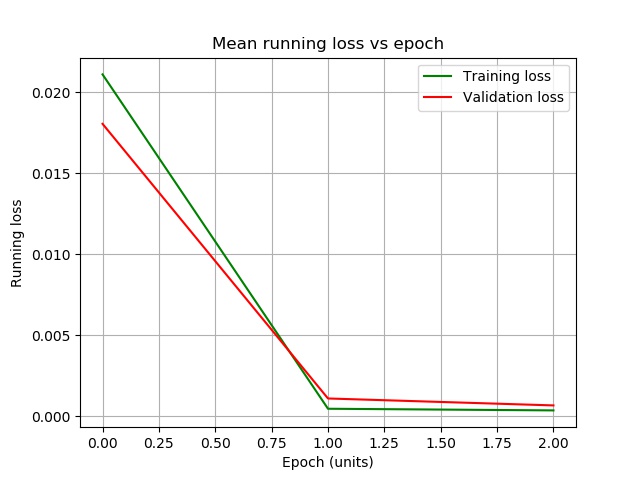 Mean running loss vs epoch
Training loss
Validation loss
Running loss
0.020
0.015
0.010
0.005
0.000
0.00 0.25 0.50 0.75 1.00 1.25 1.50 1.75 2.00
Epoch (units)